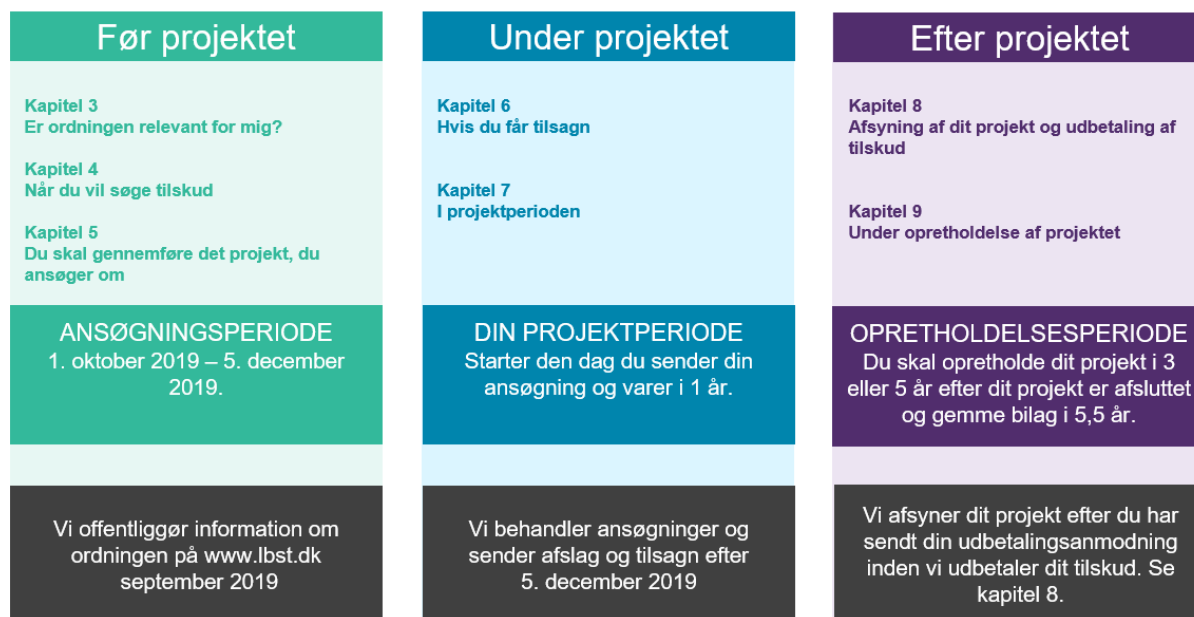 Før projektet
Kapitel 3
Er ordningen relevant for mig?
Kapitel 4
Når du vil søge tilskud
Kapitel 5
Du skal gennemføre det projekt, du
ansøger om
ANSØGNINGSPERIODE
1. oktober 2019 – 5. december
2019.
Vi offentliggør information om
ordningen på www.lbst.dk
september 2019
Under projektet
Kapitel 6
Hvis du får tilsagn
Kapitel 7
I projektperioden
DIN PROJEKTPERIODE
Starter den dag du sender din
ansøgning og varer i 1 år.
Vi behandler ansøgninger og
sender afslag og tilsagn efter
5. december 2019
Efter projektet
Kapitel 8
Afsyning af dit projekt og udbetaling af
tilskud
Kapitel 9
Under opretholdelse af projektet
OPRETHOLDELSESPERIODE
Du skal opretholde dit projekt i 3
eller 5 år efter dit projekt er afsluttet
og gemme bilag i 5,5 år.
Vi afsyner dit projekt efter du har
sendt din udbetalingsanmodning
inden vi udbetaler dit tilskud. Se
kapitel 8.